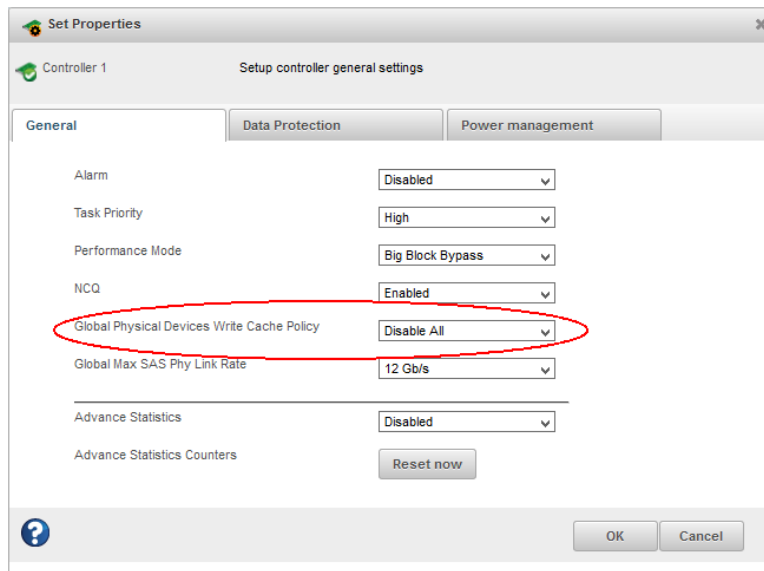 Set Properties
Controller 1 Setup controller general settings
General Data Protection Power management
Alarm Disabled
Task Priority High
Performance Mode Big Block Bypass
NCQ Enabled
Global Physical Devices Write Cache Policy Disable All
Global Max SAS Phy Link Rate 12 Gb/s
Advance Statistics Disabled
Advance Statistics Counters Reset now
? OK Cancel